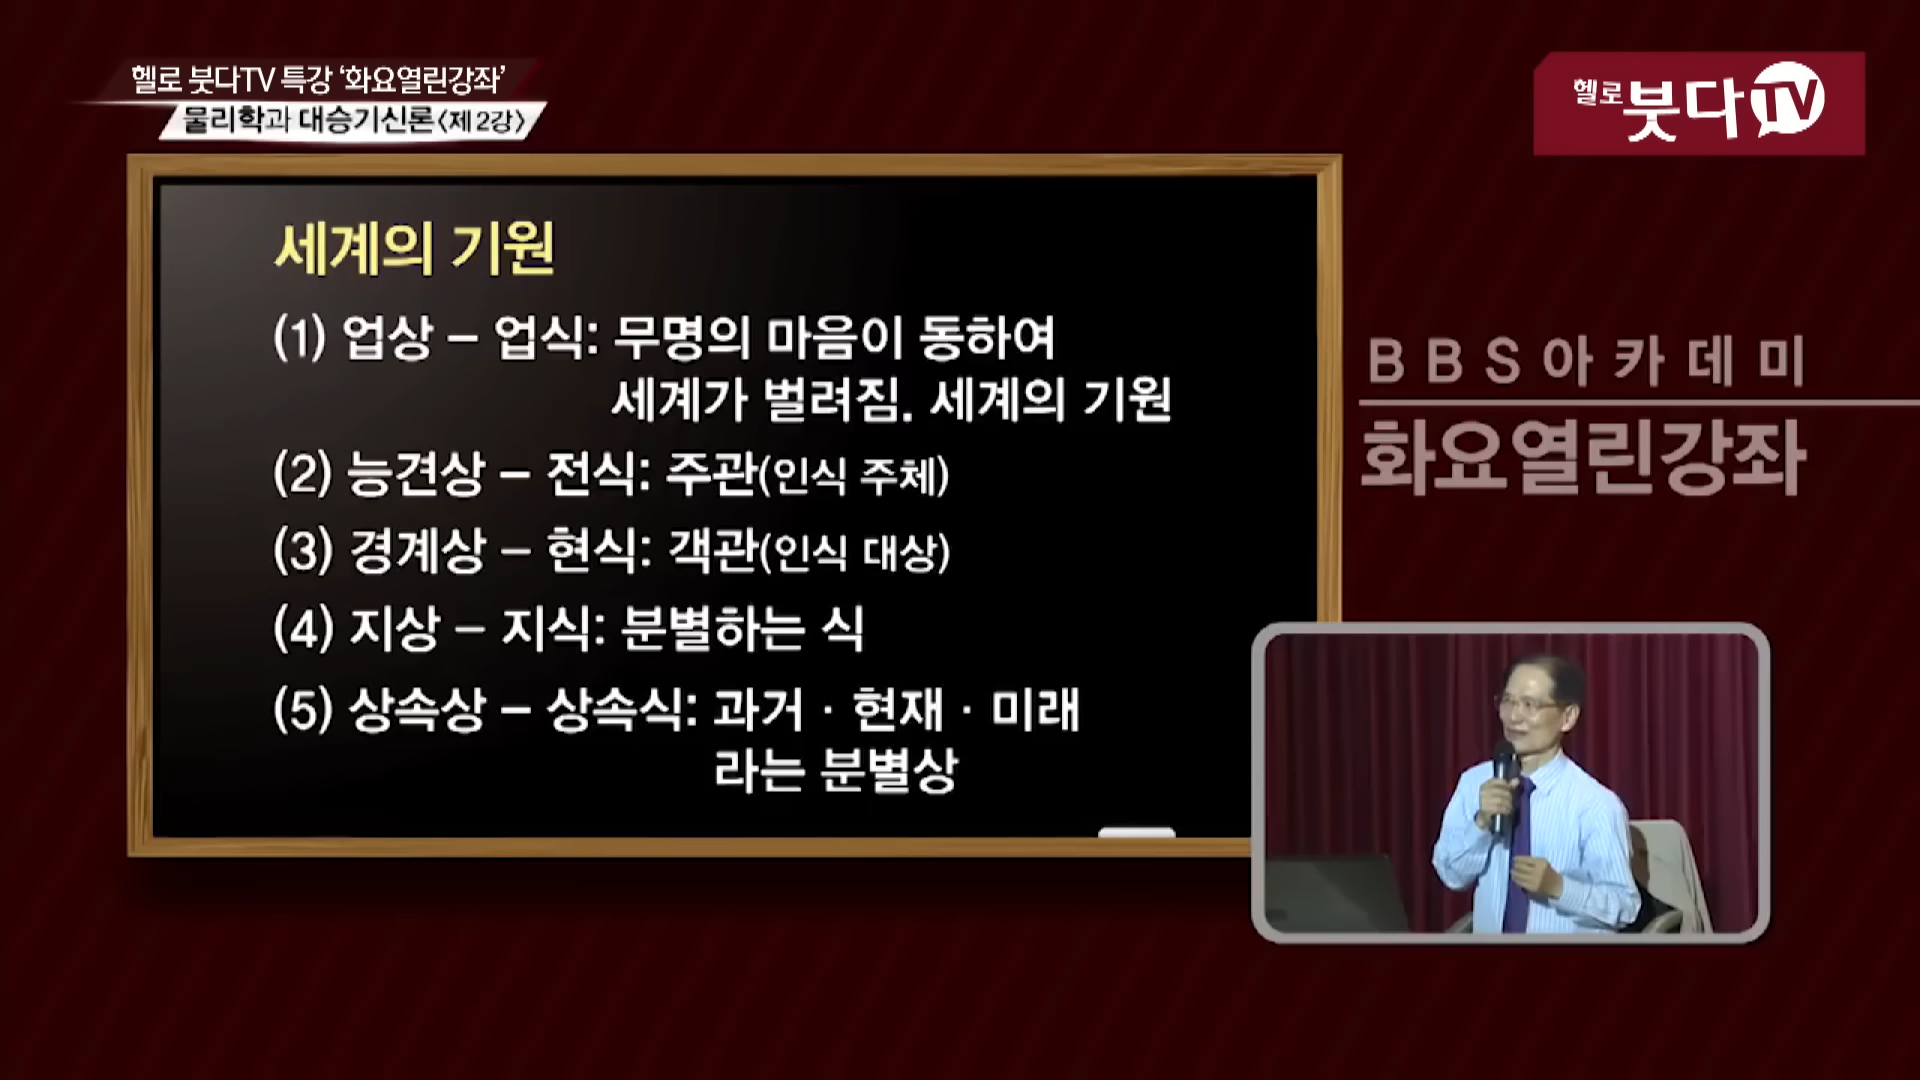 헬로 붓다TV 특강 ‘화요열린강좌’
물리학과 대승기신론〈제2강〉
헬로붓다TV
세계의 기원
(1) 업상 – 업식: 무명의 마음이 동하여
세계가 벌려짐. 세계의 기원
(2) 능견상 – 전식: 주관(인식 주체)
(3) 경계상 – 현식: 객관(인식 대상)
(4) 지상 – 지식: 분별하는 식
(5) 상속상 – 상속식: 과거 · 현재 · 미래
라는 분별상
BBS아카데미
화요열린강좌